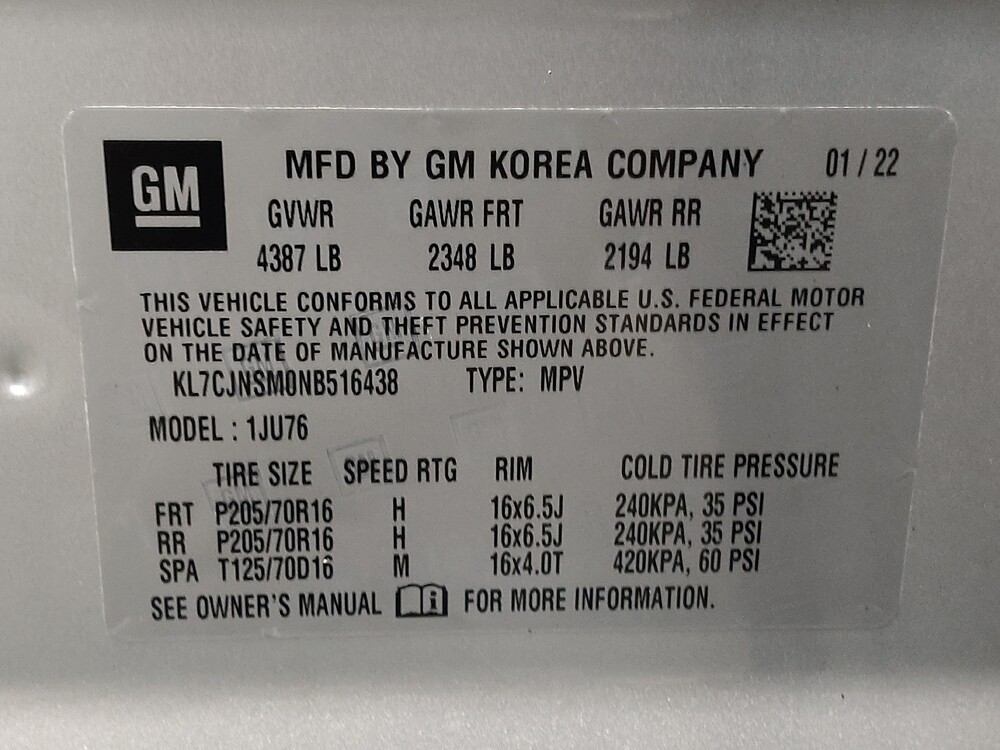 GM
MFD BY GM KOREA COMPANY 01 / 22
GVWR GAWR FRT GAWR RR
4387 LB 2348 LB 2194 LB
THIS VEHICLE CONFORMS TO ALL APPLICABLE U.S. FEDERAL MOTOR
VEHICLE SAFETY AND THEFT PREVENTION STANDARDS IN EFFECT
ON THE DATE OF MANUFACTURE SHOWN ABOVE.
KL7CJNSM0NB516438 TYPE: MPV
MODEL : 1JU76
TIRE SIZE SPEED RTG RIM COLD TIRE PRESSURE
FRT P205/70R16 H 16x6.5J 240KPA, 35 PSI
RR P205/70R16 H 16x6.5J 240KPA, 35 PSI
SPA T125/70D16 M 16x4.0T 420KPA, 60 PSI
SEE OWNER'S MANUAL i FOR MORE INFORMATION.